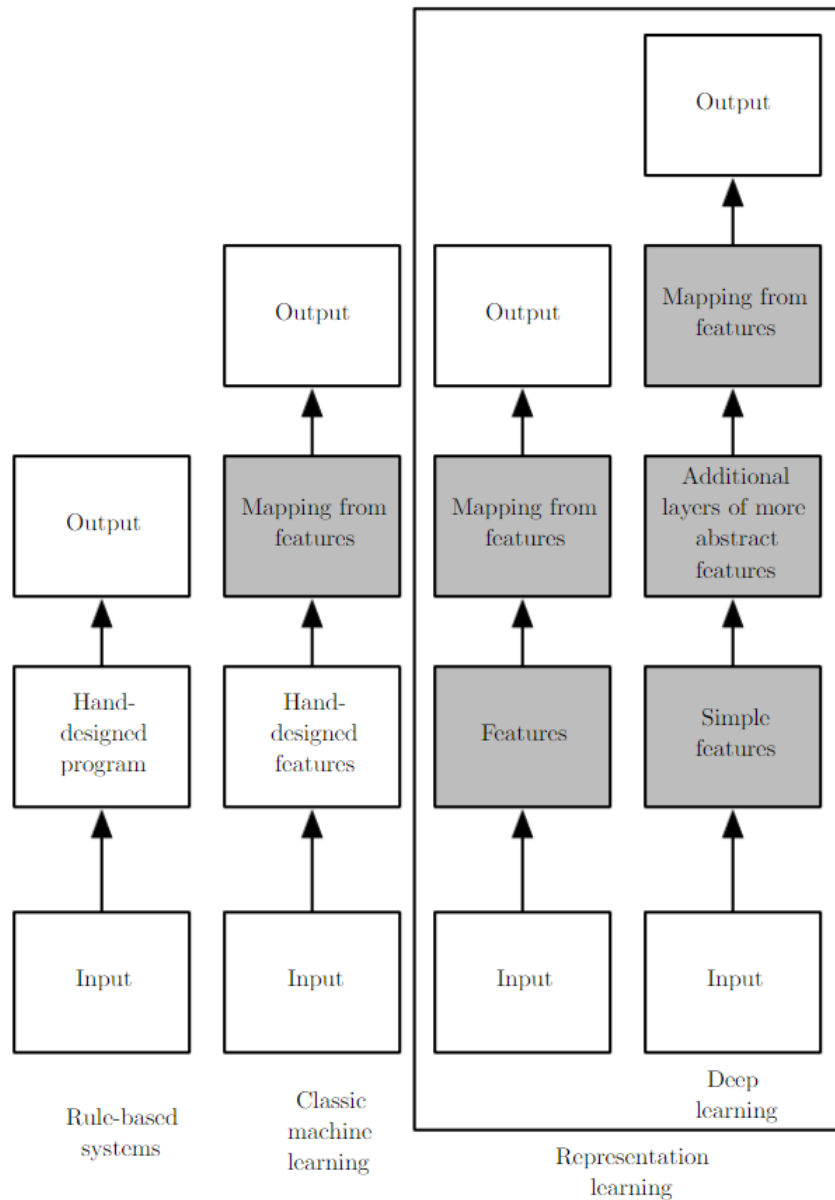 Output
Output
Output
Mapping from
features
Output
Mapping from
features
Mapping from
features
Additional
layers of more
abstract
features
Hand-
designed
program
Hand-
designed
features
Features
Simple
features
Input
Input
Input
Input
Rule-based
systems
Classic
machine
learning
Representation
learning
Deep
learning